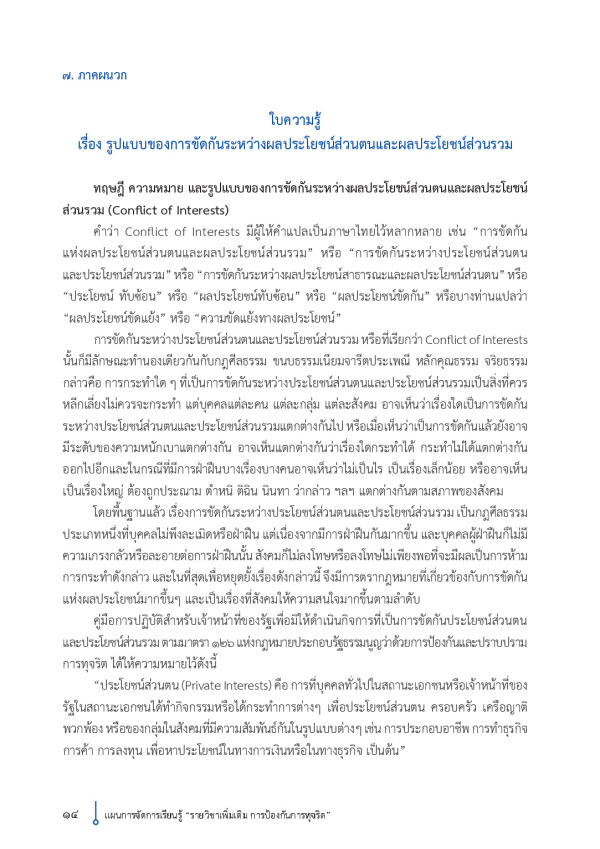 ๗. ภาคผนวก
ใบความรู้
เรื่อง รูปแบบของการขัดกันระหว่างผลประโยชน์ส่วนตนและผลประโยชน์ส่วนรวม
ทฤษฎี ความหมาย และรูปแบบของการขัดกันระหว่างผลประโยชน์ส่วนตนและผลประโยชน์
ส่วนรวม (Conflict of Interests)
คำว่า Conflict of Interests มีผู้ให้คำแปลเป็นภาษาไทยไว้หลากหลาย เช่น “การขัดกัน
แห่งผลประโยชน์ส่วนตนและผลประโยชน์ส่วนรวม” หรือ “การขัดกันระหว่างประโยชน์ส่วนตน
และประโยชน์ส่วนรวม” หรือ “การขัดกันระหว่างผลประโยชน์สาธารณะและผลประโยชน์ส่วนตน” หรือ
“ประโยชน์ ทับซ้อน” หรือ “ผลประโยชน์ทับซ้อน” หรือ “ผลประโยชน์ขัดกัน” หรือบางท่านแปลว่า
“ผลประโยชน์ขัดแย้ง” หรือ “ความขัดแย้งทางผลประโยชน์”
การขัดกันระหว่างประโยชน์ส่วนตนและประโยชน์ส่วนรวม หรือที่เรียกว่า Conflict of Interests
นั้นก็มีลักษณะทำนองเดียวกันกับกฎศีลธรรม ขนบธรรมเนียมจารีตประเพณี หลักคุณธรรม จริยธรรม
กล่าวคือ การกระทำใด ๆ ที่เป็นการขัดกันระหว่างประโยชน์ส่วนตนและประโยชน์ส่วนรวมเป็นสิ่งที่ควร
หลีกเลี่ยงไม่ควรจะกระทำ แต่บุคคลแต่ละคน แต่ละกลุ่ม แต่ละสังคม อาจเห็นว่าเรื่องใดเป็นการขัดกัน
ระหว่างประโยชน์ส่วนตนและประโยชน์ส่วนรวมแตกต่างกันไป หรือเมื่อเห็นว่าเป็นการขัดกันแล้วยังอาจ
มีระดับของความหนักเบาแตกต่างกัน อาจเห็นแตกต่างกันว่าเรื่องใดกระทำได้ กระทำไม่ได้แตกต่างกัน
ออกไปอีกและในกรณีที่มีการฝ่าฝืนบางเรื่องบางคนอาจเห็นว่าไม่เป็นไร เป็นเรื่องเล็กน้อย หรืออาจเห็น
เป็นเรื่องใหญ่ ต้องถูกประณาม ตำหนิ ติฉิน นินทา ว่ากล่าว ฯลฯ แตกต่างกันตามสภาพของสังคม
โดยพื้นฐานแล้ว เรื่องการขัดกันระหว่างประโยชน์ส่วนตนและประโยชน์ส่วนรวม เป็นกฎศีลธรรม
ประเภทหนึ่งที่บุคคลไม่พึงละเมิดหรือฝ่าฝืน แต่เนื่องจากมีการฝ่าฝืนกันมากขึ้น และบุคคลผู้ฝ่าฝืนก็ไม่มี
ความเกรงกลัวหรือละอายต่อการฝ่าฝืนนั้น สังคมก็ไม่ลงโทษหรือลงโทษไม่เพียงพอที่จะมีผลเป็นการห้าม
การกระทำดังกล่าว และในที่สุดเพื่อหยุดยั้งเรื่องดังกล่าวนี้ จึงมีการตรากฎหมายที่เกี่ยวข้องกับการขัดกัน
แห่งผลประโยชน์มากขึ้นๆ และเป็นเรื่องที่สังคมให้ความสนใจมากขึ้นตามลำดับ
คู่มือการปฏิบัติสำหรับเจ้าหน้าที่ของรัฐเพื่อมิให้ดำเนินกิจการที่เป็นการขัดกันประโยชน์ส่วนตน
และประโยชน์ส่วนรวม ตามมาตรา ๑๒๖ แห่งกฎหมายประกอบรัฐธรรมนูญว่าด้วยการป้องกันและปราบปราม
การทุจริต ได้ให้ความหมายไว้ดังนี้
“ประโยชน์ส่วนตน (Private Interests) คือ การที่บุคคลทั่วไปในสถานะเอกชนหรือเจ้าหน้าที่ของ
รัฐในสถานะเอกชนได้ทำกิจกรรมหรือได้กระทำการต่างๆ เพื่อประโยชน์ส่วนตน ครอบครัว เครือญาติ
พวกพ้อง หรือของกลุ่มในสังคมที่มีความสัมพันธ์กันในรูปแบบต่างๆ เช่น การประกอบอาชีพ การทำธุรกิจ
การค้า การลงทุน เพื่อหาประโยชน์ในทางการเงินหรือในทางธุรกิจ เป็นต้น”
๑๔
แผนการจัดการเรียนรู้ “รายวิชาเพิ่มเติม การป้องกันการทุจริต”